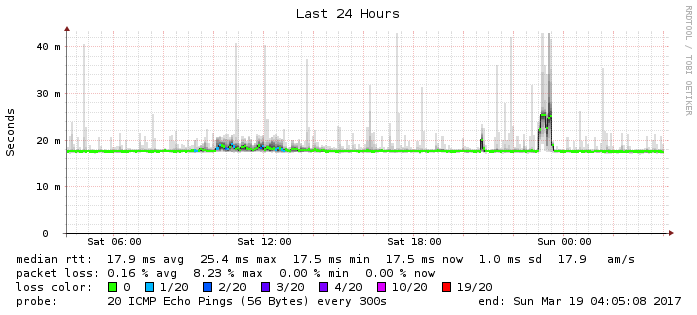 Last 24 Hours
RRDTOOL / TOBI OETIKER
Seconds
40 m
30 m
20 m
10 m
0
Sat 06:00 Sat 12:00 Sat 18:00 Sun 00:00
median rtt: 17.9 ms avg 25.4 ms max 17.5 ms min 17.5 ms now 1.0 ms sd 17.9 am/s
packet loss: 0.16 % avg 8.23 % max 0.00 % min 0.00 % now
loss color: 0 1/20 2/20 3/20 4/20 10/20 19/20
probe: 20 ICMP Echo Pings (56 Bytes) every 300s end: Sun Mar 19 04:05:08 2017